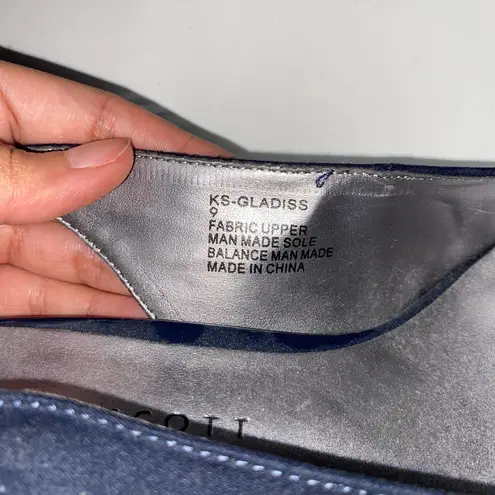 KS-GLADISS
9
FABRIC UPPER
MAN MADE SOLE
BALANCE MAN MADE
MADE IN CHINA